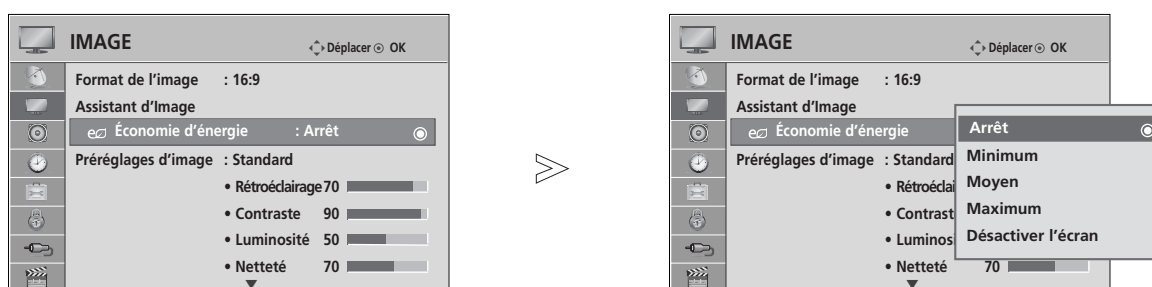 IMAGE
Déplacer OK
Format de l'image : 16:9
Assistant d'Image
Économie d'énergie : Arrêt
Préréglages d'image : Standard
• Rétroéclairage 70
• Contraste 90
• Luminosité 50
• Netteté 70
IMAGE
Déplacer OK
Format de l'image : 16:9
Assistant d'Image
Économie d'énergie
Préréglages d'image : Standard
• Rétroéclai
• Contrast
• Luminosi
• Netteté 70
Arrêt
Minimum
Moyen
Maximum
Désactiver l'écran